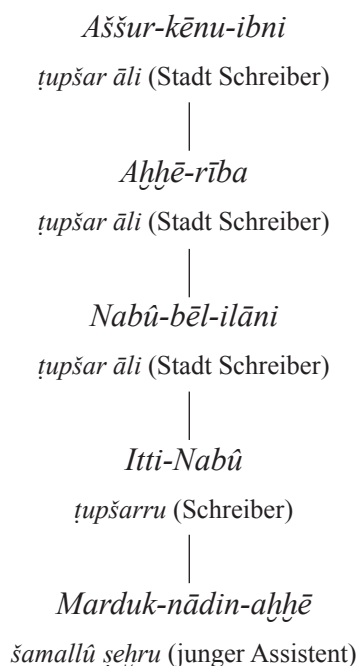 Aššur-kēnu-ibni
ṭupšar āli (Stadt Schreiber)
Aḫḫē-rība
ṭupšar āli (Stadt Schreiber)
Nabû-bēl-ilāni
ṭupšar āli (Stadt Schreiber)
Itti-Nabû
ṭupšarru (Schreiber)
Marduk-nādin-aḫḫē
šamallû ṣeḫru (junger Assistent)